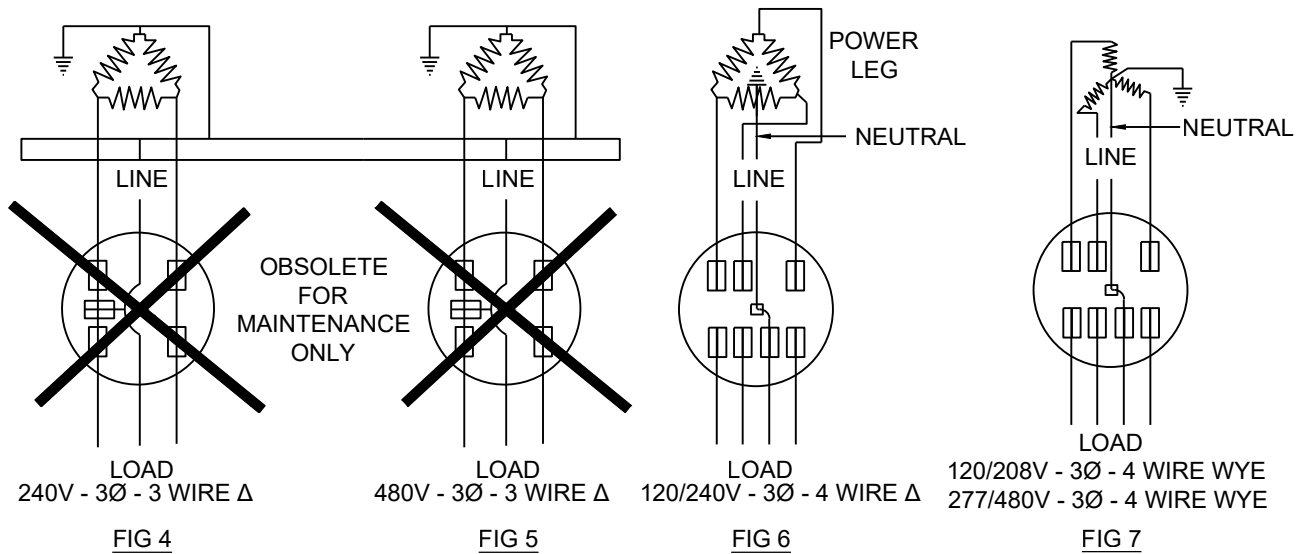 POWER
LEG
NEUTRAL
NEUTRAL
LINE
LINE
LINE
LINE
OBSOLETE
FOR
MAINTENANCE
ONLY
LOAD
240V - 3Ø - 3 WIRE Δ
FIG 4
LOAD
480V - 3Ø - 3 WIRE Δ
FIG 5
LOAD
120/240V - 3Ø - 4 WIRE Δ
FIG 6
LOAD
120/208V - 3Ø - 4 WIRE WYE
277/480V - 3Ø - 4 WIRE WYE
FIG 7